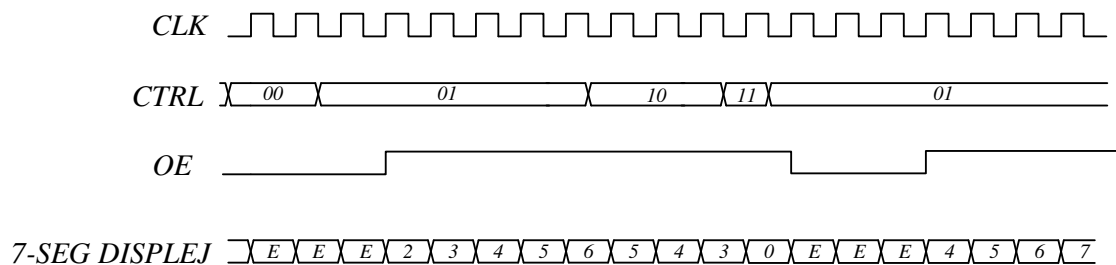 CLK
CTRL 00 01 10 11 01
OE
7-SEG DISPLEJ E E E 2 3 4 5 6 5 4 3 0 E E E 4 5 6 7